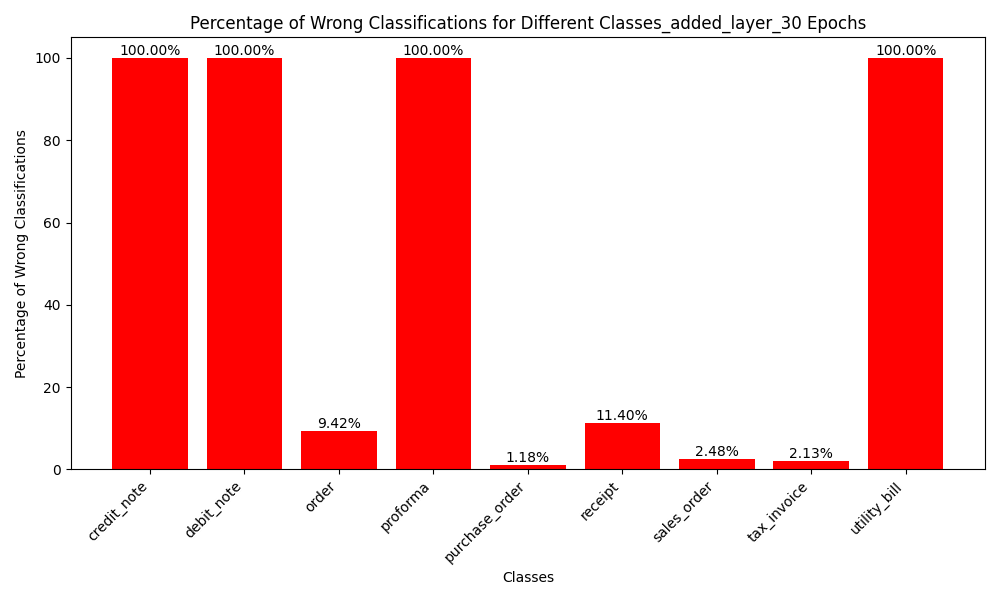 Percentage of Wrong Classifications for Different Classes_added_layer_30 Epochs
Percentage of Wrong Classifications
100
80
60
40
20
0
100.00%
100.00%
9.42%
100.00%
1.18%
11.40%
2.48%
2.13%
100.00%
credit_note
debit_note
order
proforma
purchase_order
receipt
sales_order
tax_invoice
utility_bill
Classes